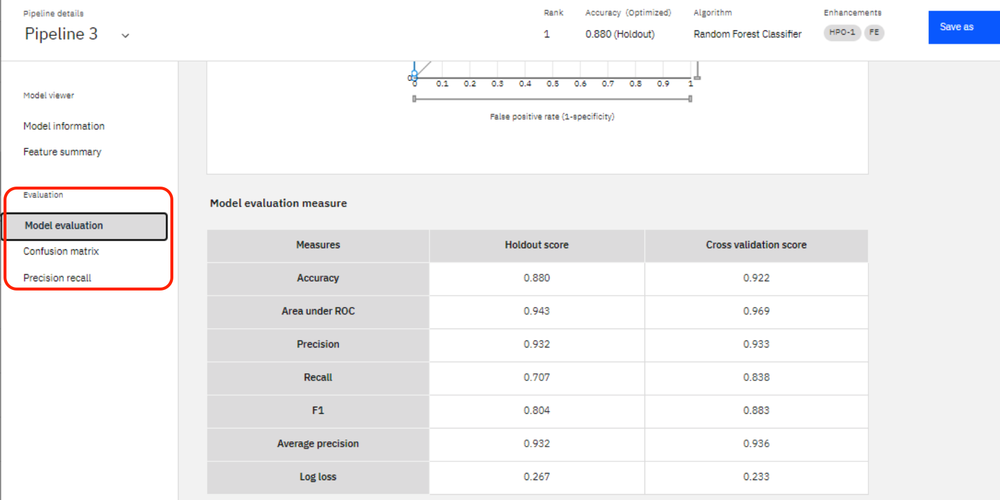 Pipeline details
Pipeline 3
Rank
1
Accuracy (Optimized)
0.880 (Holdout)
Algorithm
Random Forest Classifier
Enhancements
HPO-1 FE
Save as
Model viewer
Model information
Feature summary
Evaluation
Model evaluation
Confusion matrix
Precision recall
0
0 0.1 0.2 0.3 0.4 0.5 0.6 0.7 0.8 0.9 1
False positive rate (1-specificity)
Model evaluation measure
Measures Holdout score Cross validation score
Accuracy 0.880 0.922
Area under ROC 0.943 0.969
Precision 0.932 0.933
Recall 0.707 0.838
F1 0.804 0.883
Average precision 0.932 0.936
Log loss 0.267 0.233